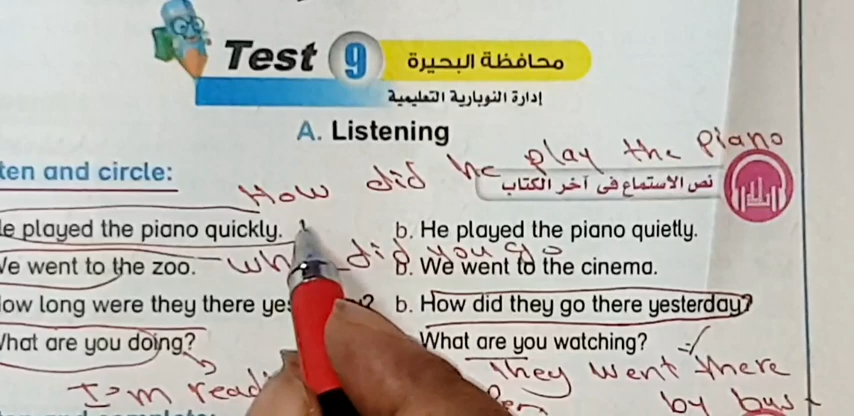 Test 9 محافظة البحيرة
إدارة النوبارية التعليمية
A. Listening
How did he play the piano
ten and circle:
نص الاستماع فى آخر الكتاب
le played the piano quickly. b. He played the piano quietly.
did you go
Ve went to the zoo. b. We went to the cinema.
low long were they there yes ? b. How did they go there yesterday?
Vhat are you doing? What are you watching?
They went there
I'm read
by bus